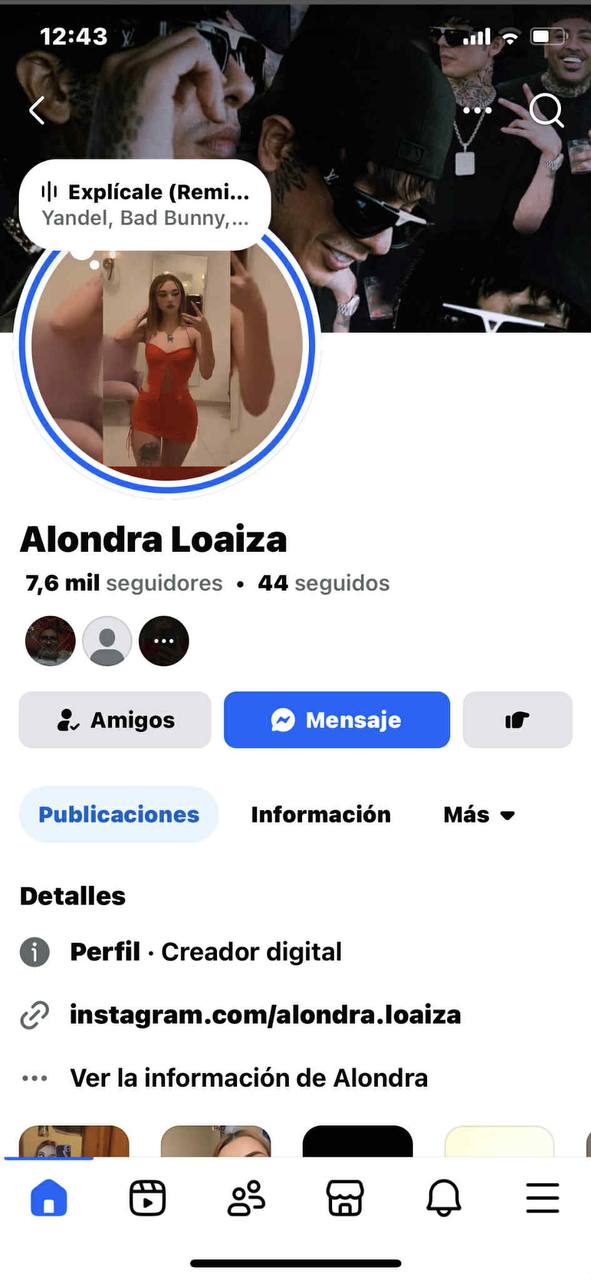 12:43
Explícale (Remi...
Yandel, Bad Bunny,...
Alondra Loaiza
7,6 mil seguidores • 44 seguidos
Amigos
Mensaje
Publicaciones
Información
Más
Detalles
Perfil · Creador digital
instagram.com/alondra.loaiza
Ver la información de Alondra